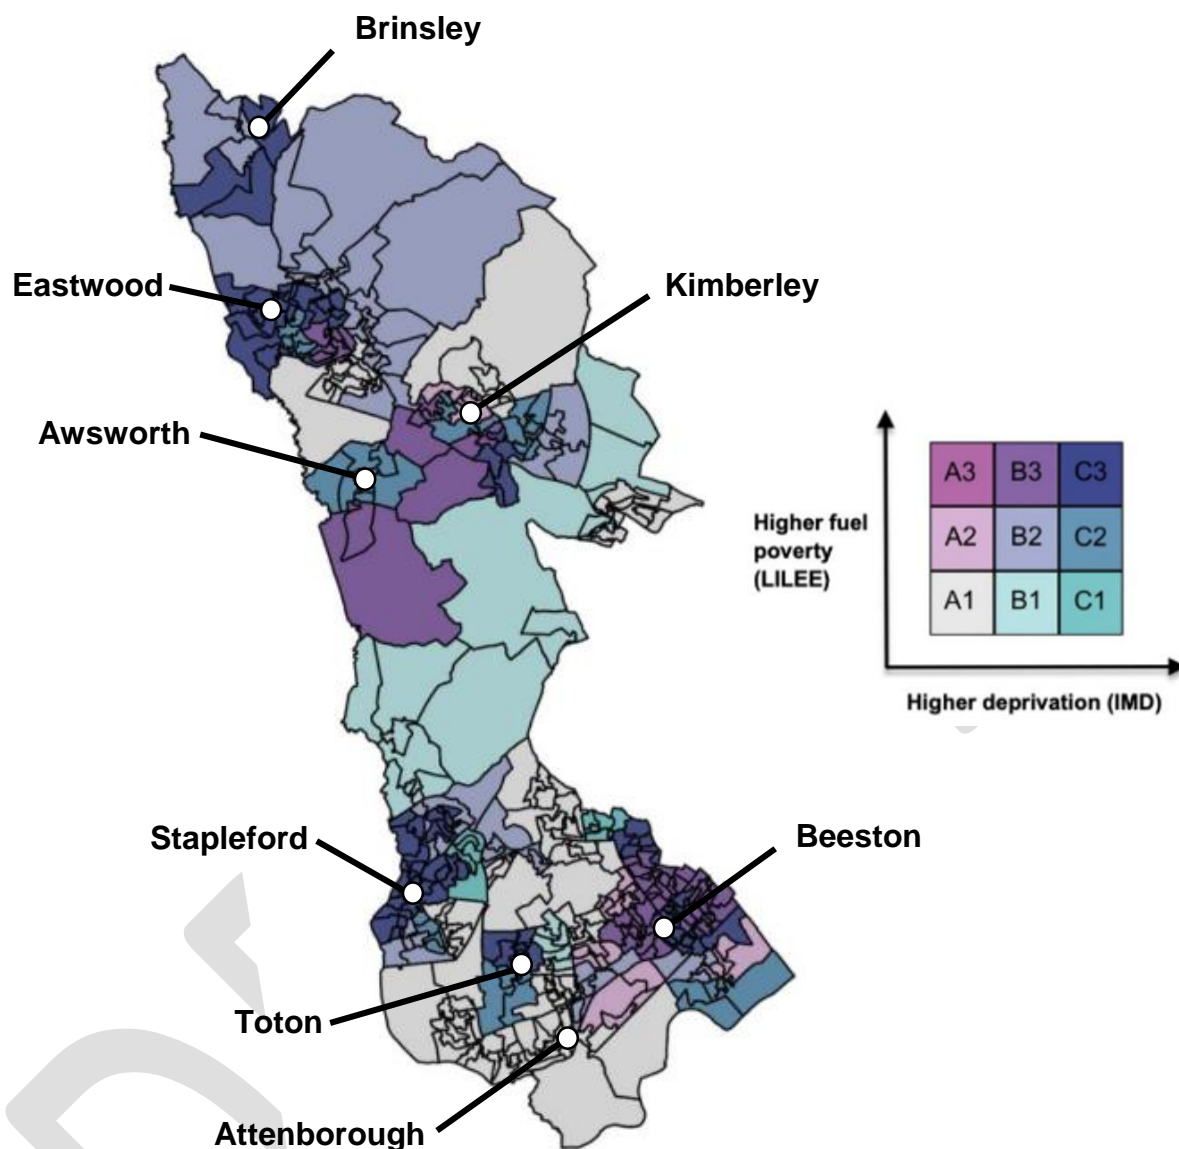 Brinsley
Eastwood
Kimberley
Awsworth
Higher fuel
poverty
(LILEE)
A3 B3 C3
A2 B2 C2
A1 B1 C1
Higher deprivation (IMD)
Stapleford
Beeston
Toton
Attenborough